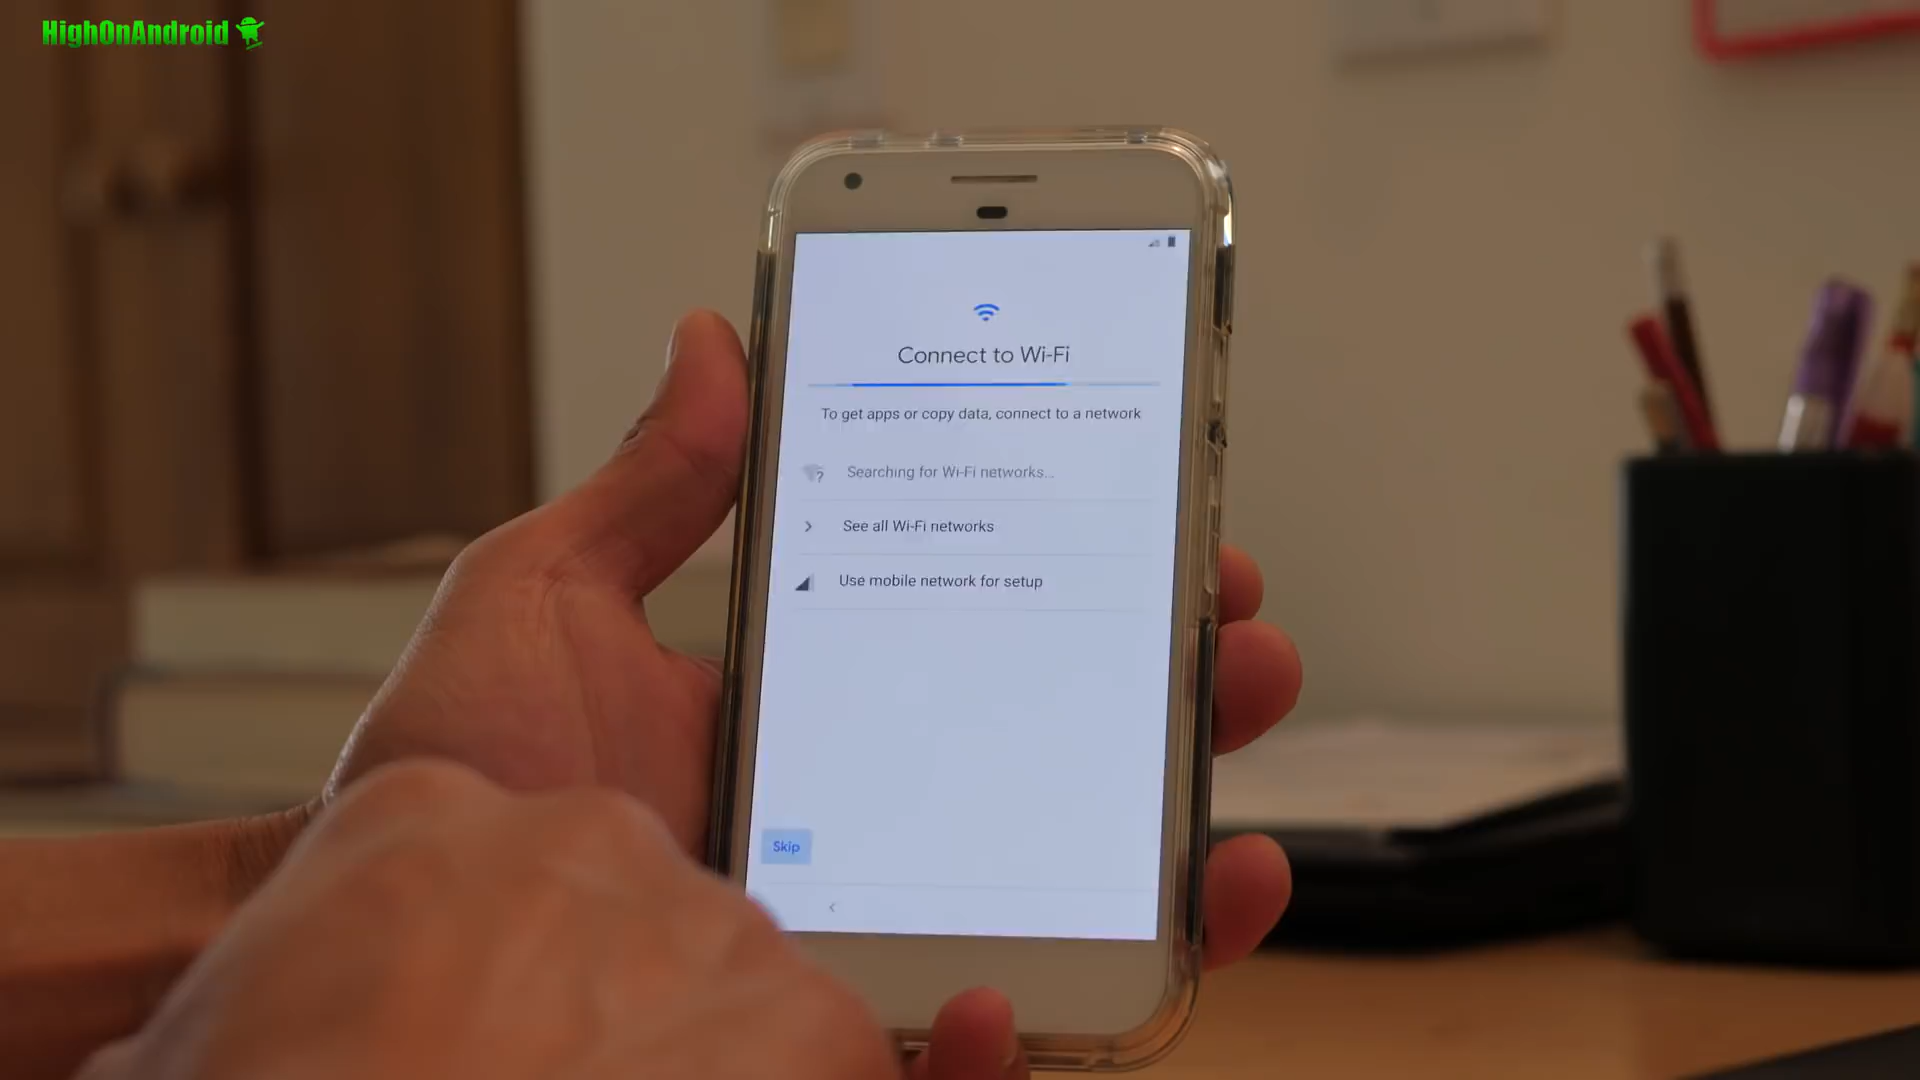 HighOnAndroid
Connect to Wi-Fi
To get apps or copy data, connect to a network
Searching for Wi-Fi networks...
See all Wi-Fi networks
Use mobile network for setup
Skip